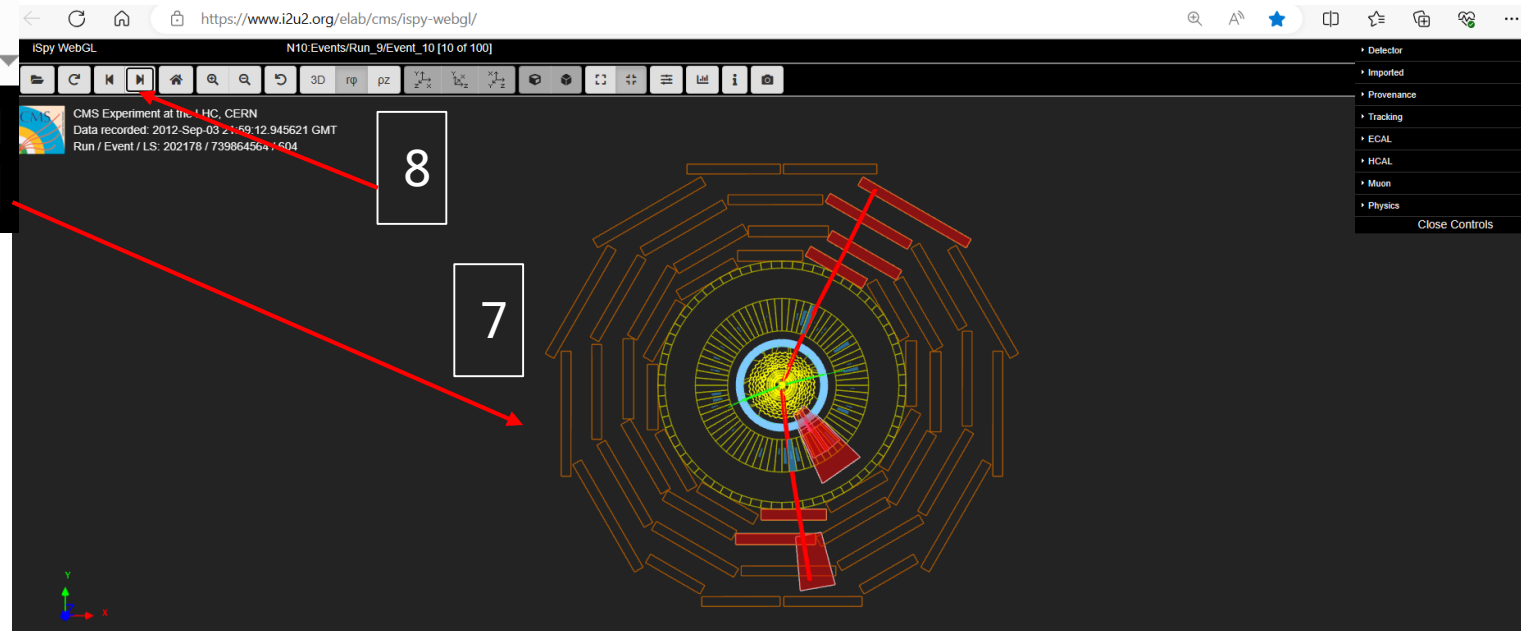 https://www.i2u2.org/elab/cms/ispy-webgl/
iSpy WebGL
N10:Events/Run_9/Event_10 [10 of 100]
3D
rφ
ρz
CMS
CMS Experiment at the LHC, CERN
Data recorded: 2012-Sep-03 21:59:12.945621 GMT
Run / Event / LS: 202178 / 739864564 / 604
Detector
Imported
Provenance
Tracking
ECAL
HCAL
Muon
Physics
Close Controls
8
7
Y
X